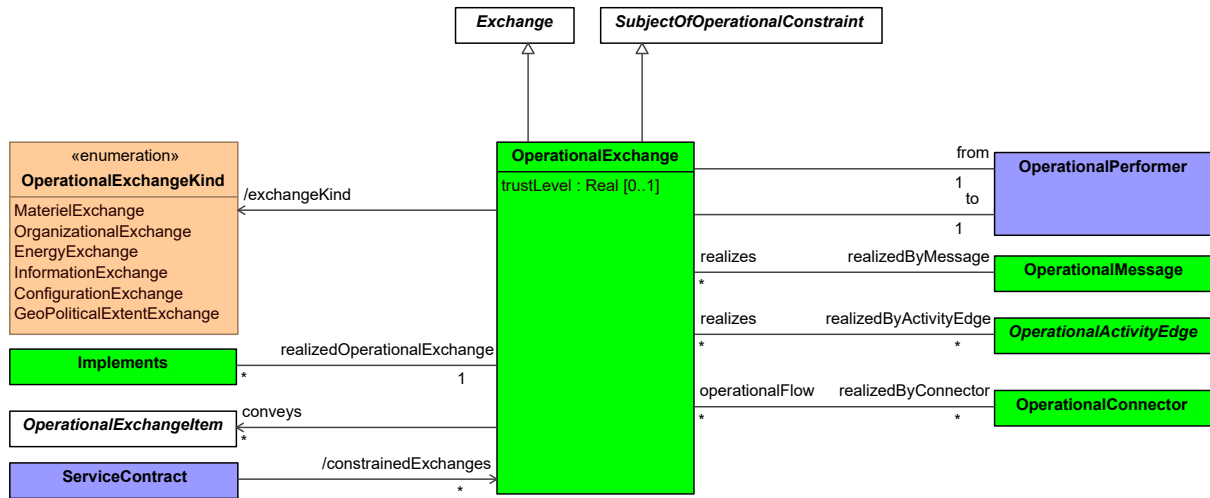 Exchange
SubjectOfOperationalConstraint
«enumeration»
OperationalExchangeKind
MaterielExchange
OrganizationalExchange
EnergyExchange
InformationExchange
ConfigurationExchange
GeoPoliticalExtentExchange
/exchangeKind
OperationalExchange
trustLevel : Real [0..1]
from
1
to
1
OperationalPerformer
realizes
*
realizedByMessage
OperationalMessage
realizes
*
realizedByActivityEdge
*
OperationalActivityEdge
operationalFlow
*
realizedByConnector
*
OperationalConnector
Implements
*
realizedOperationalExchange
1
OperationalExchangeItem
conveys
*
ServiceContract
/constrainedExchanges
*